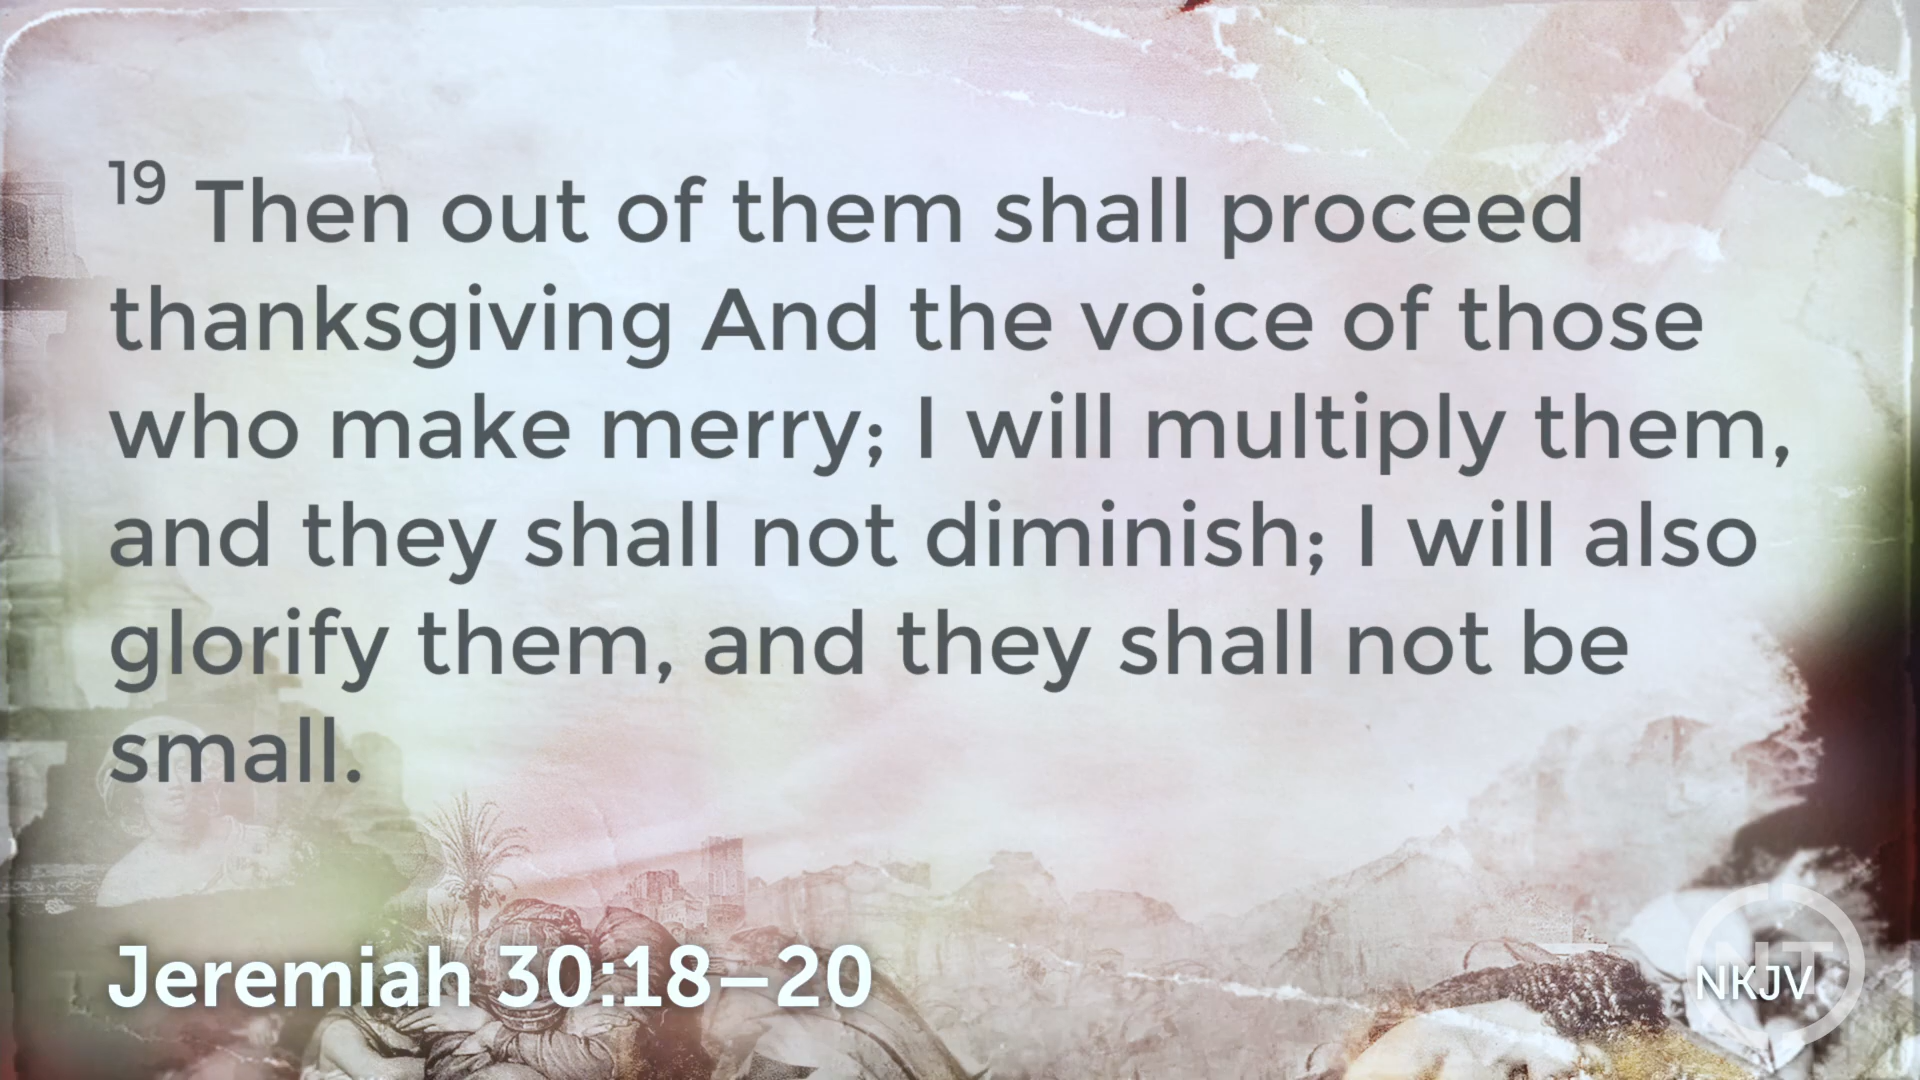 19 Then out of them shall proceed
thanksgiving And the voice of those
who make merry; I will multiply them,
and they shall not diminish; I will also
glorify them, and they shall not be
small.
Jeremiah 30:18–20
NT
NKJV